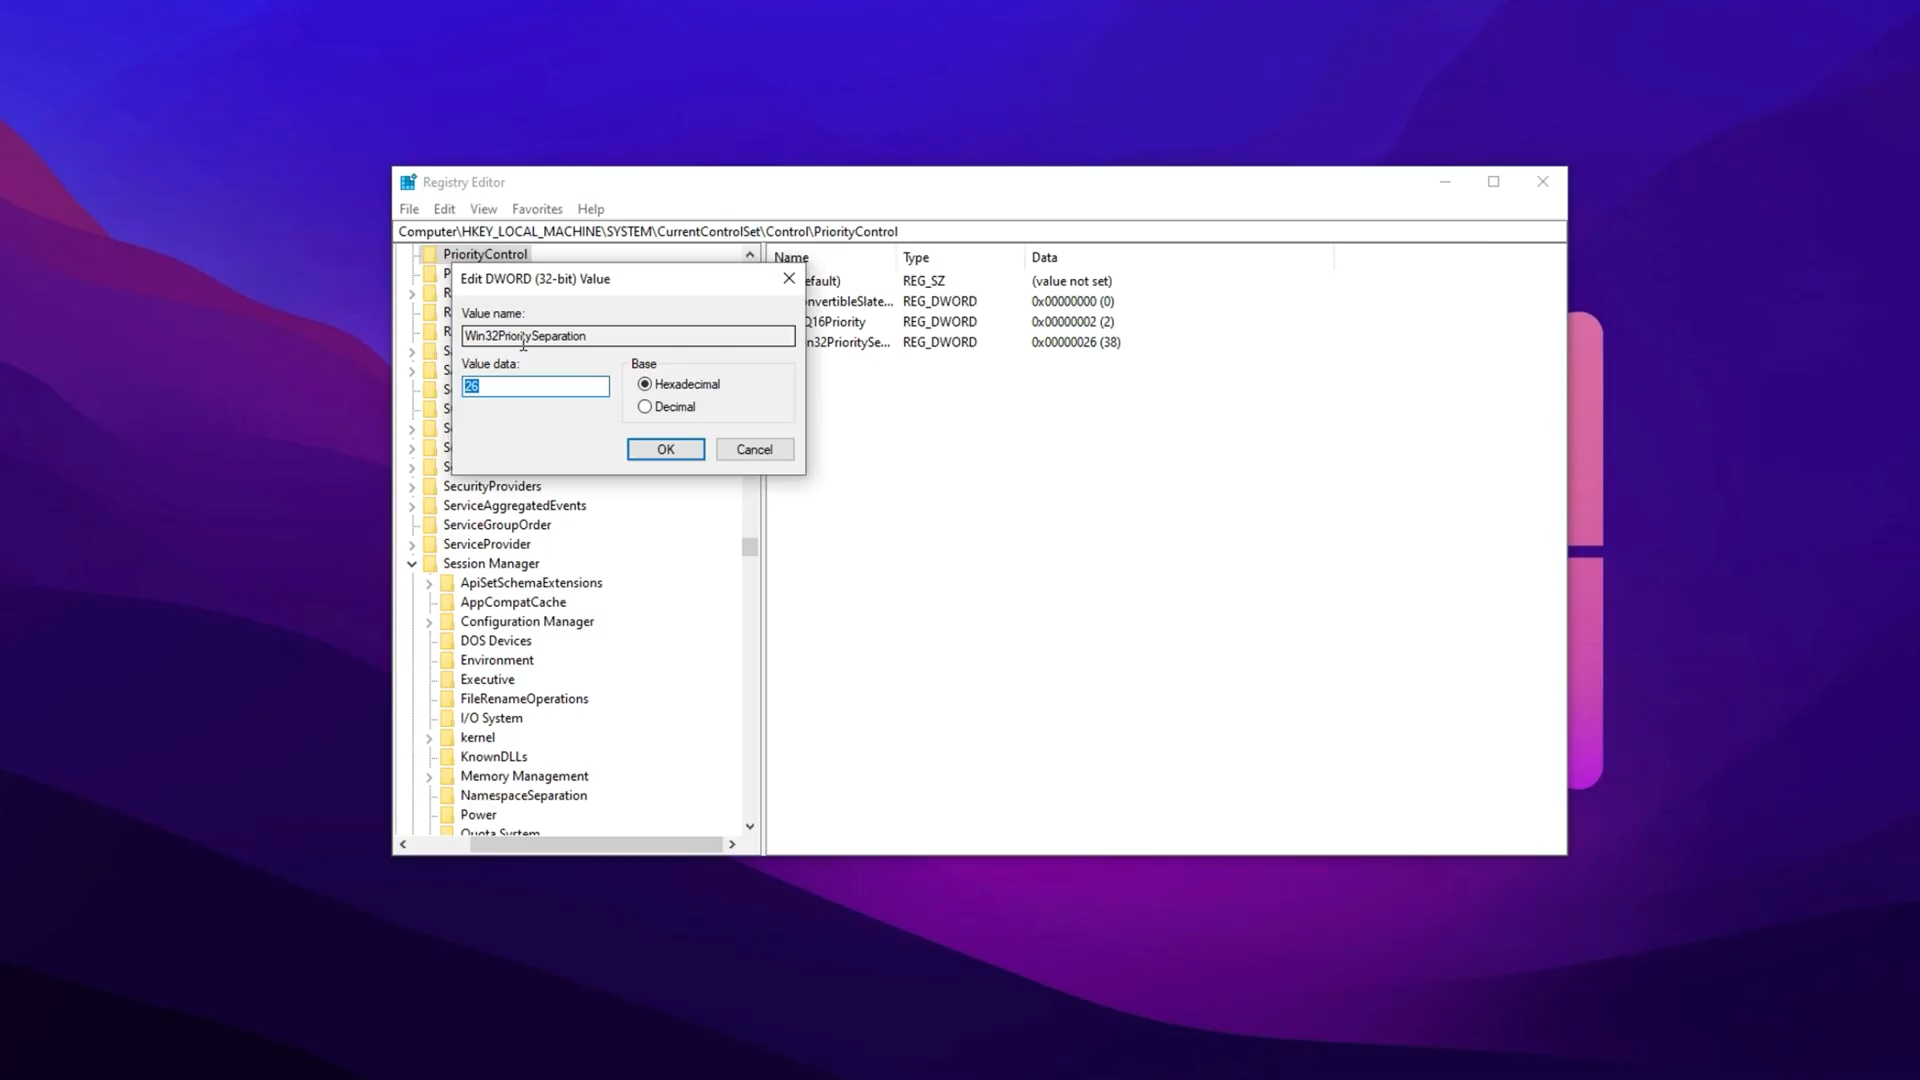 Registry Editor
File Edit View Favorites Help
Computer\HKEY_LOCAL_MACHINE\SYSTEM\CurrentControlSet\Control\PriorityControl
PriorityControl
Edit DWORD (32-bit) Value
Value name:
Win32PrioritySeparation
Value data:
26
Base
Hexadecimal
Decimal
OK Cancel
SecurityProviders
ServiceAggregatedEvents
ServiceGroupOrder
ServiceProvider
Session Manager
ApiSetSchemaExtensions
AppCompatCache
Configuration Manager
DOS Devices
Environment
Executive
FileRenameOperations
I/O System
kernel
KnownDLLs
Memory Management
NamespaceSeparation
Power
Quota System
Name Type Data
efault) REG_SZ (value not set)
nvertibleSlate... REG_DWORD 0x00000000 (0)
Q16Priority REG_DWORD 0x00000002 (2)
n32PrioritySe... REG_DWORD 0x00000026 (38)